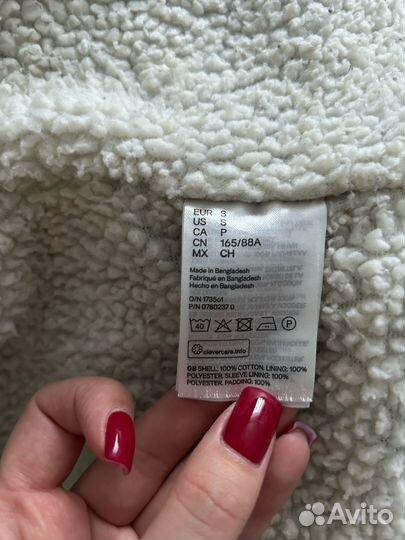 EUR S
US S
CA P
CN 165/88A
MX CH
Made in Bangladesh
Fabriqué en Bangladesh
Hecho en Bangladesh
O/N 173561
P/N 0780237 0
40 P
clevercare.info
GB SHELL: 100% COTTON. LINING: 100%
POLYESTER. SLEEVE LINING: 100%
POLYESTER. PADDING: 100%
Avito